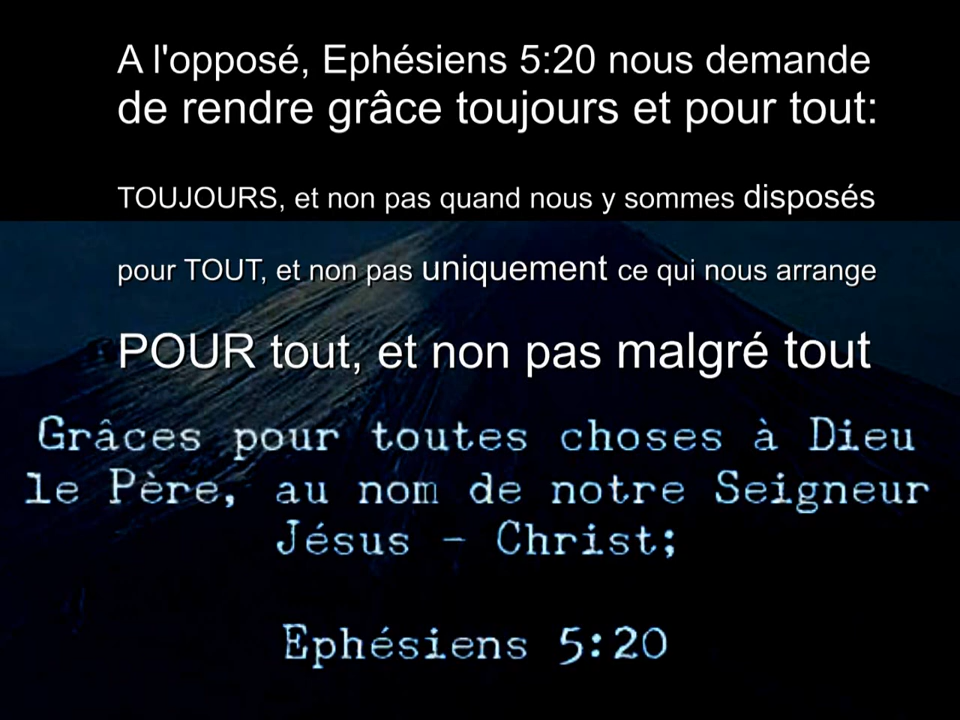 A l'opposé, Ephésiens 5:20 nous demande
de rendre grâce toujours et pour tout:
TOUJOURS, et non pas quand nous y sommes disposés
pour TOUT, et non pas uniquement ce qui nous arrange
POUR tout, et non pas malgré tout
Grâces pour toutes choses à Dieu
le Père, au nom de notre Seigneur
Jésus - Christ;
Ephésiens 5:20